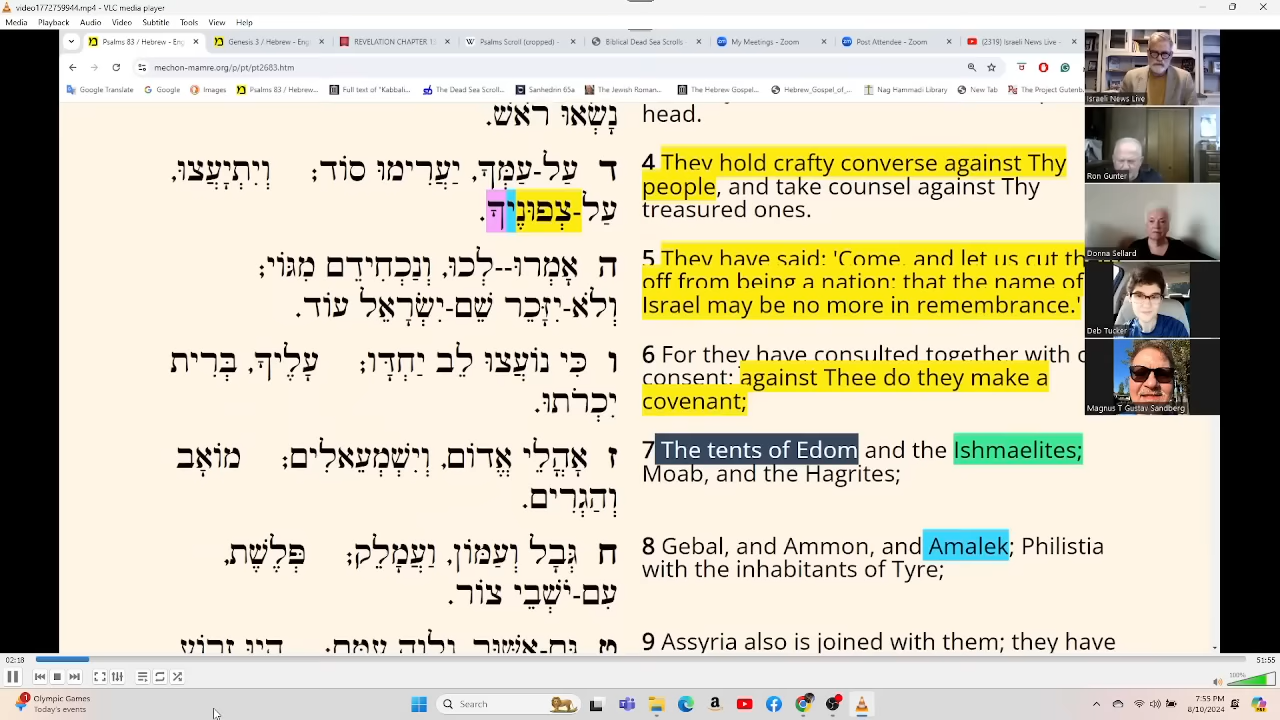 video1772759944.mp4 - VLC media player
Media Playback Audio Video Subtitle Tools View Help
Psalms 83 / Hebrew - Eng
Genesis 3 / Hebrew - Eng
REVELATION CHAPTER 1
Psalms Scroll (cropped) -
Biblical Dead Sea Scrolls
My Meetings - Zoom
Post Attendee - Zoom
(2319) Israeli News Live -
mechon-mamre.org/p/pt/pt2683.htm
Google Translate
Google
Imported
Psalms 83 / Hebrew...
Full text of "Kabbali...
The Dead Sea Scroll...
Sanhedrin 65a
The Jewish Roman...
The Hebrew Gospel...
Hebrew_Gospel_of_...
Nag Hammadi Library
New Tab
The Project Gutenb
נָשְׂאוּ רֹאשׁ.
head.
ד עַל-עַמְּךָ, יַעֲרִימוּ סוֹד; וְיִתְיָעֲצוּ,
עַל-צְפוּנֶיךָ.
4 They hold crafty converse against Thy
people, and take counsel against Thy
treasured ones.
ה אָמְרוּ--לְכוּ, וְנַכְחִידֵם מִגּוֹי;
וְלֹא-יִזָּכֵר שֵׁם-יִשְׂרָאֵל עוֹד.
5 They have said: 'Come, and let us cut th
off from being a nation; that the name of
Israel may be no more in remembrance.'
ו כִּי נוֹעֲצוּ לֵב יַחְדָּו; עָלֶיךָ, בְּרִית
יִכְרֹתוּ.
6 For they have consulted together with o
consent; against Thee do they make a
covenant;
ז אָהֳלֵי אֱדוֹם, וְיִשְׁמְעֵאלִים; מוֹאָב
וְהַגְרִים.
7 The tents of Edom and the Ishmaelites;
Moab, and the Hagrites;
ח גְּבָל וְעַמּוֹן, וַעֲמָלֵק; פְּלֶשֶׁת,
עִם-יֹשְׁבֵי צוֹר.
8 Gebal, and Ammon, and Amalek; Philistia
with the inhabitants of Tyre;
9 Assyria also is joined with them; they have
Israeli News Live
Ron Gunter
Donna Sellard
Deb Tucker
Magnus T Gustav Sandberg
02:18
51:55
100%
Olympic Games
Today's events
Search
7:55 PM
8/10/2024